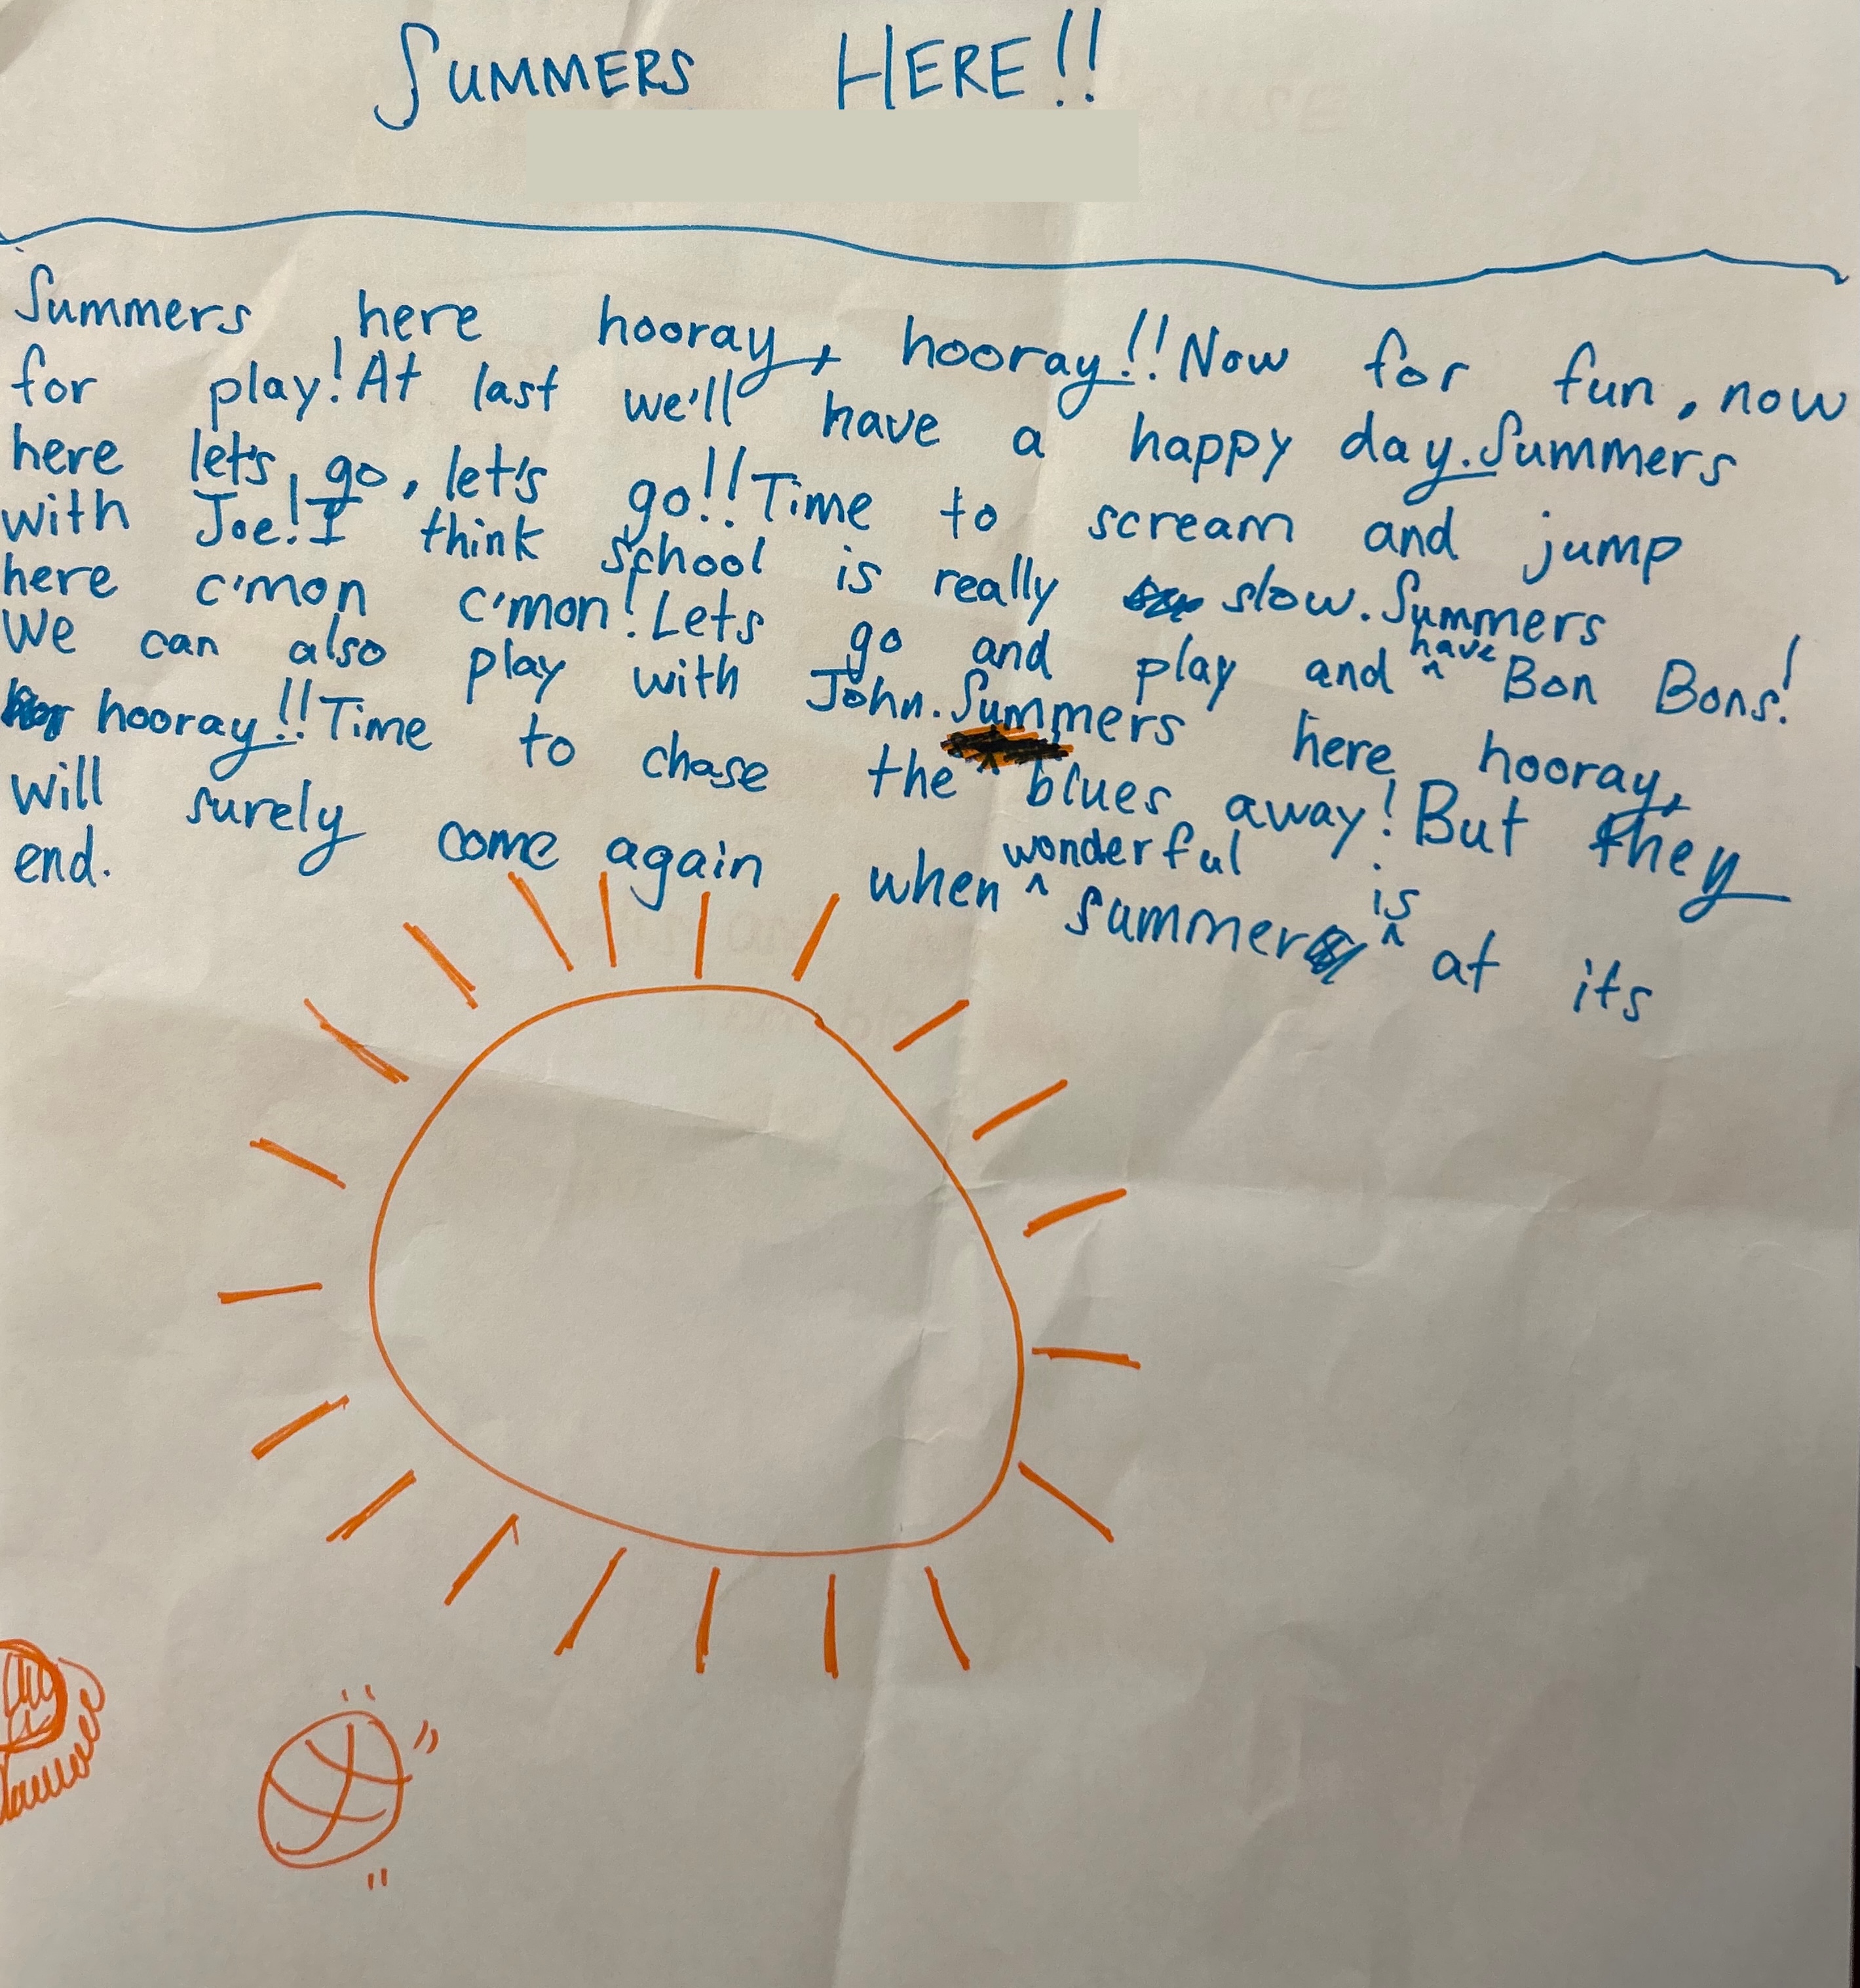 SUMMERS HERE!!
Summers here hooray, hooray!! Now for fun, now
for play! At last we'll have a happy day. Summers
here let's go, let's go!! Time to scream and jump
with Joe! I think school is really slow. Summers
here c'mon c'mon! Lets go and play and have Bon Bons!
We can also play with John. Summers here hooray,
hooray!! Time to chase the blues away! But they
will surely come again when wonderful summer is at its
end.